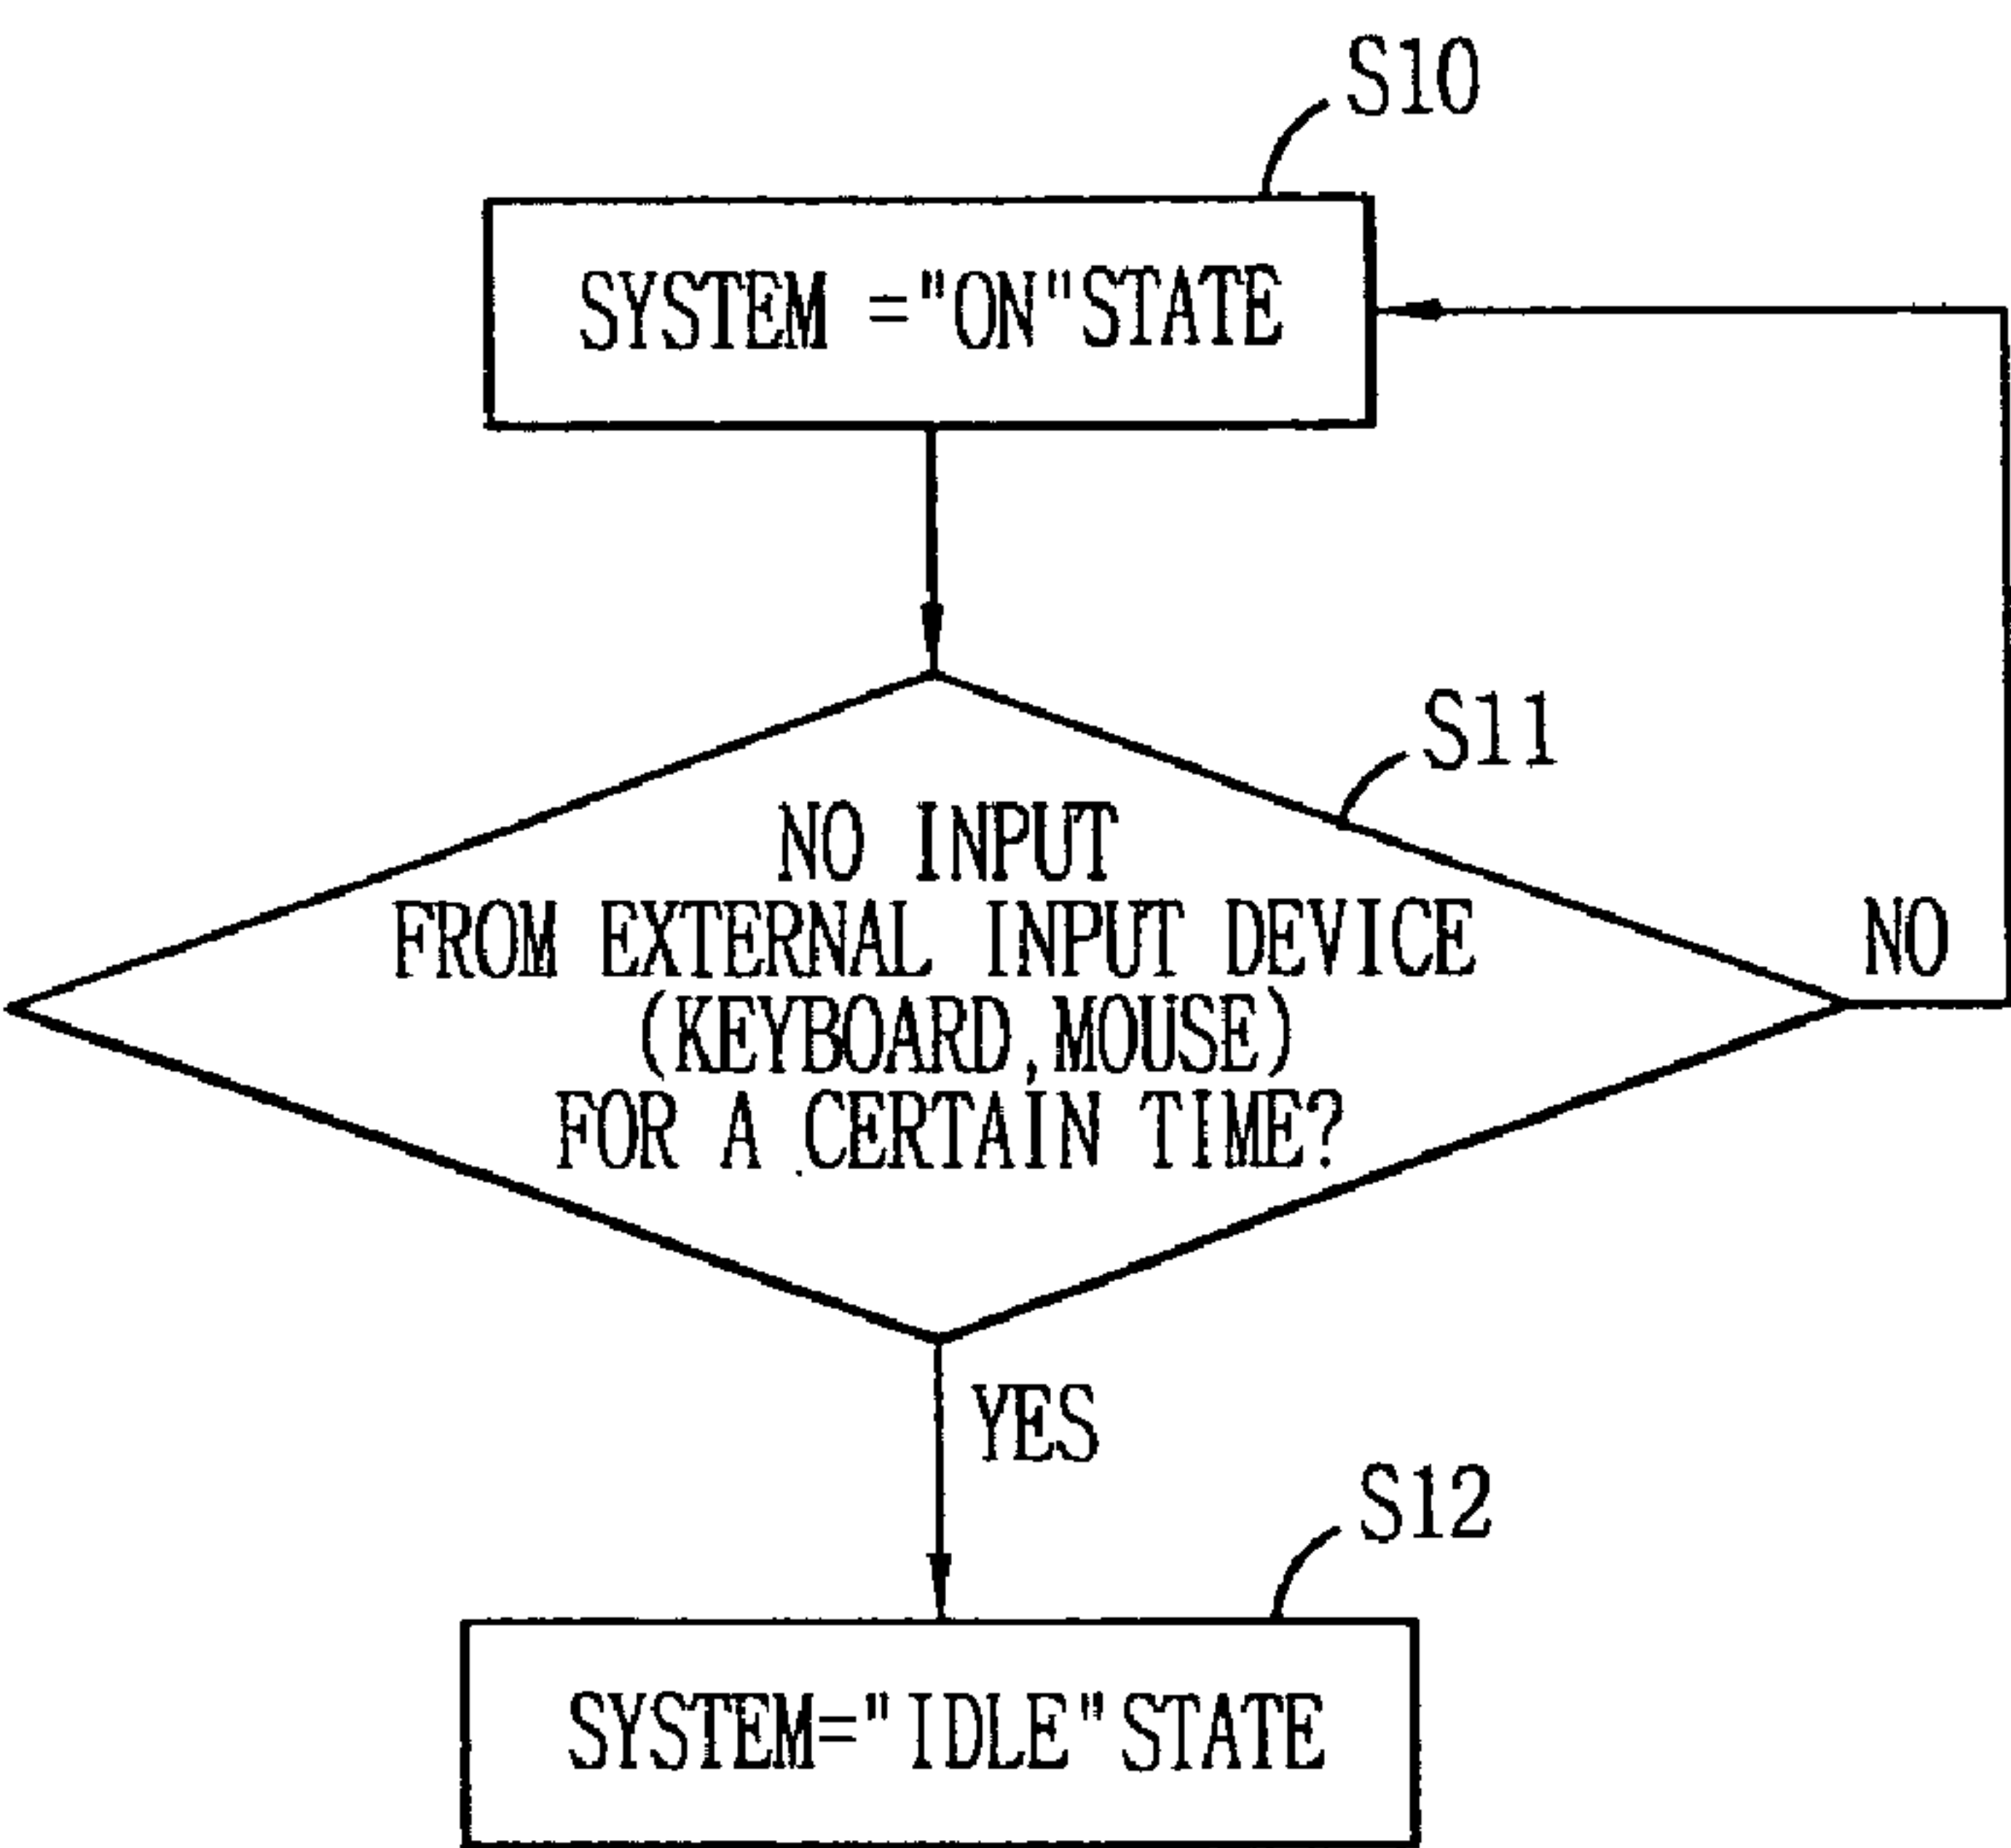 S10
SYSTEM ="ON"STATE
S11
NO INPUT
FROM EXTERNAL INPUT DEVICE
(KEYBOARD,MOUSE)
FOR A CERTAIN TIME?
NO
YES
S12
SYSTEM="IDLE"STATE